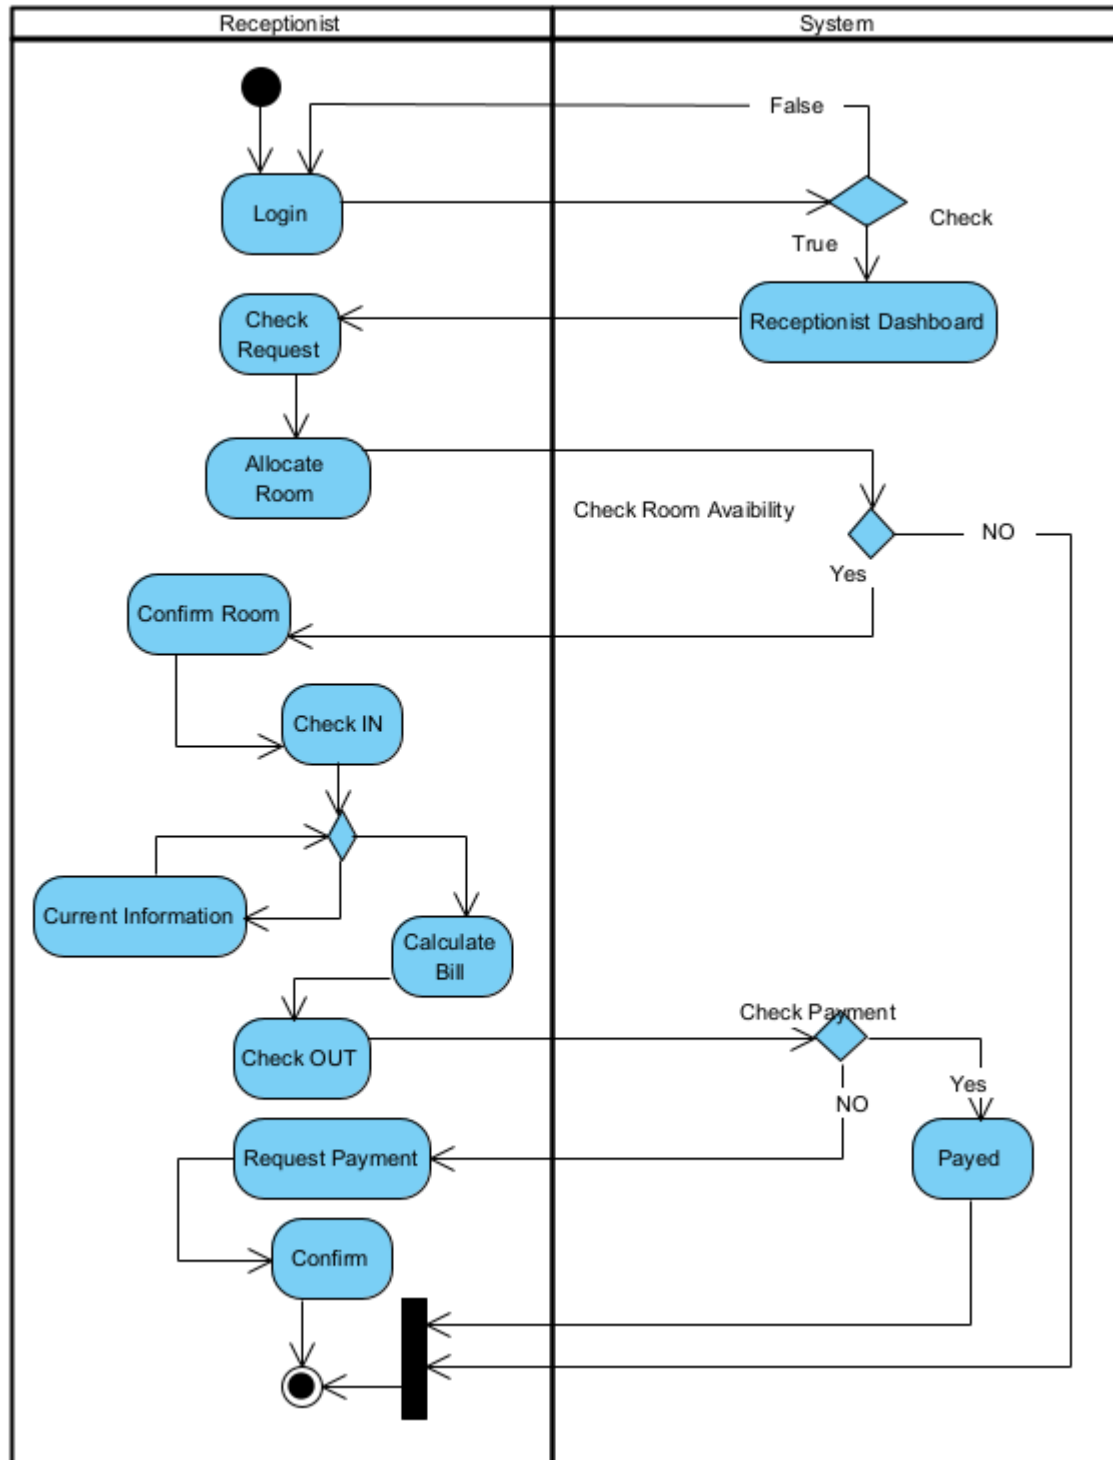 Receptionist
System
False
Login
Check
True
Check
Request
Receptionist Dashboard
Allocate
Room
Check Room Avaibility
NO
Yes
Confirm Room
Check IN
Current Information
Calculate
Bill
Check Payment
Check OUT
Yes
NO
Request Payment
Payed
Confirm